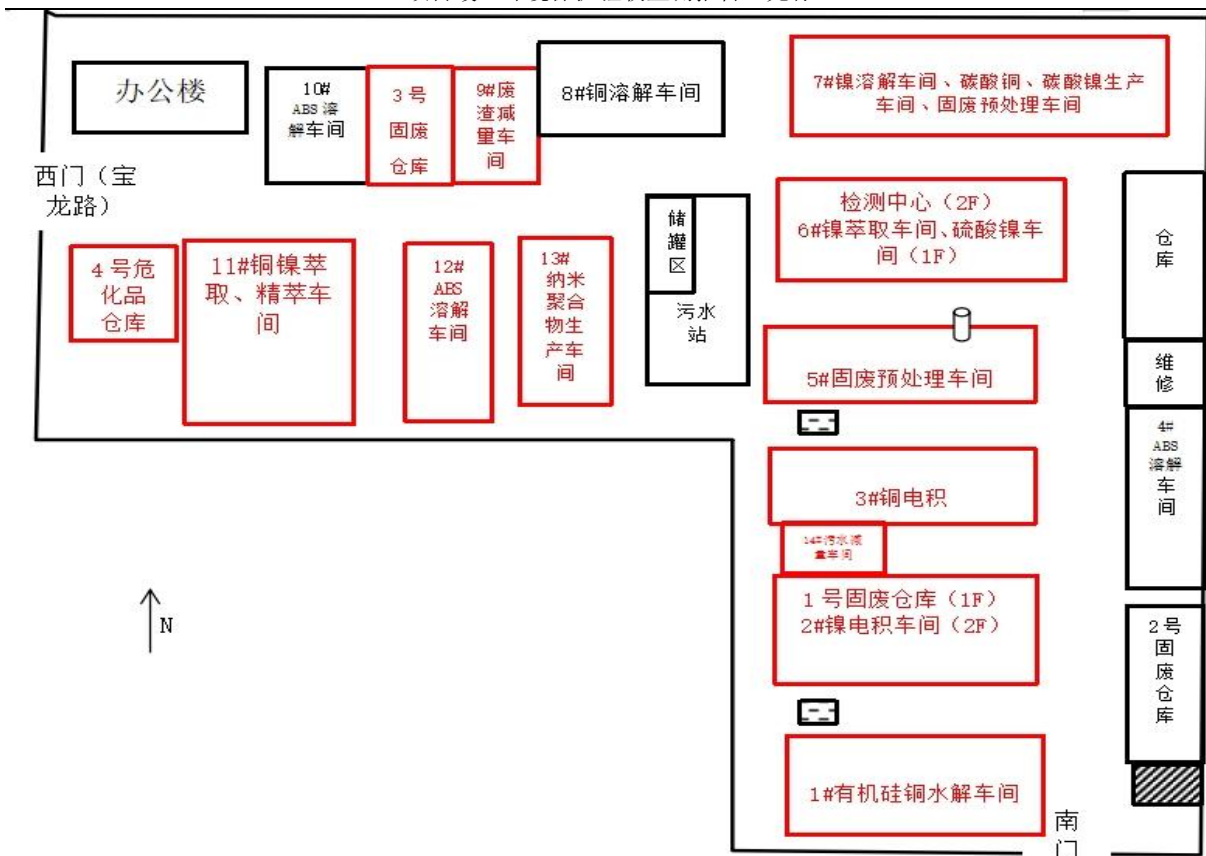 办公楼
10#
ABS 溶
解车间
3 号
固废
仓库
9#废
渣减
量车
间
8#铜溶解车间
7#镍溶解车间、碳酸铜、碳酸镍生产
车间、固废预处理车间
西门（宝
龙路）
4 号危
化品
仓库
11#铜镍萃
取、精萃车
间
12#
ABS
溶解
车间
13#
纳米
聚合
物生
产车
间
储
罐
区
污水
站
检测中心（2F）
6#镍萃取车间、硫酸镍车
间（1F）
仓
库
5#固废预处理车间
维
修
3#铜电积
4#
ABS
溶解
车
间
14#污水减
量车间
1 号固废仓库（1F）
2#镍电积车间（2F）
2 号
固
废
仓
库
N
1#有机硅铜水解车间
南
门